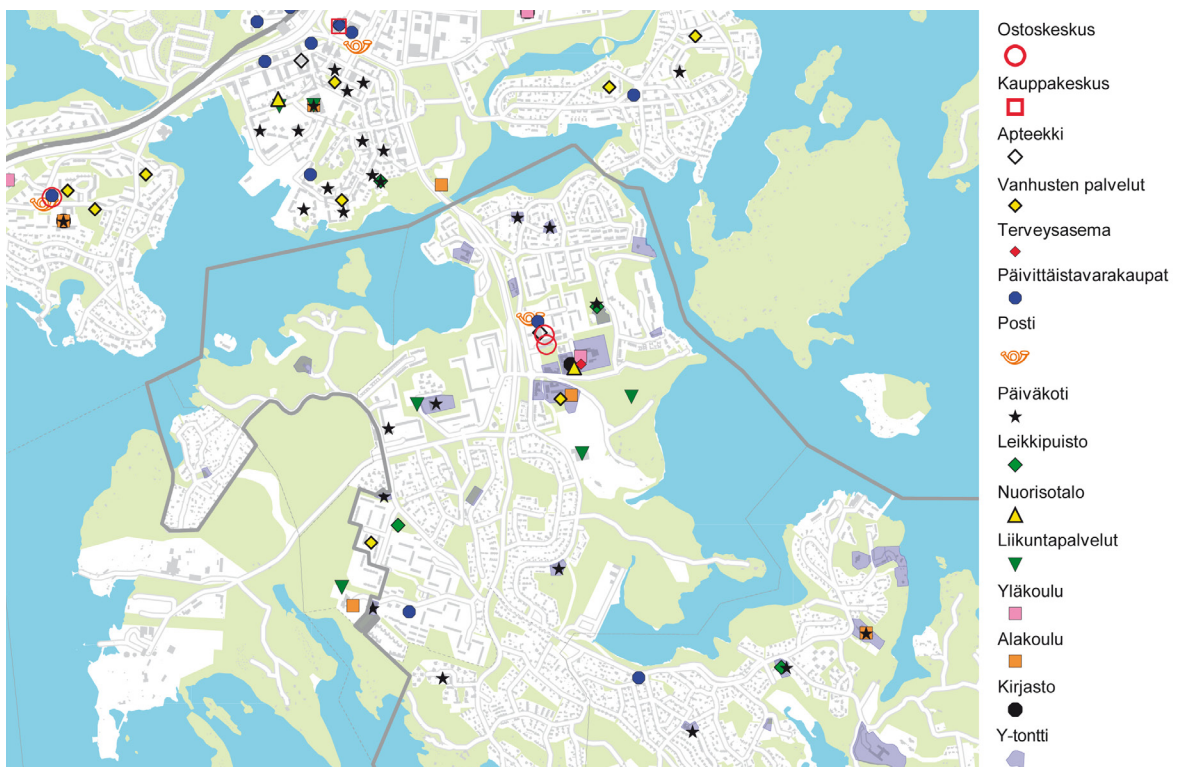 Ostoskeskus
Kauppakeskus
Apteekki
Vanhusten palvelut
Terveysasema
Päivittäistavarakaupat
Posti
Päiväkoti
Leikkipuisto
Nuorisotalo
Liikuntapalvelut
Yläkoulu
Alakoulu
Kirjasto
Y-tontti